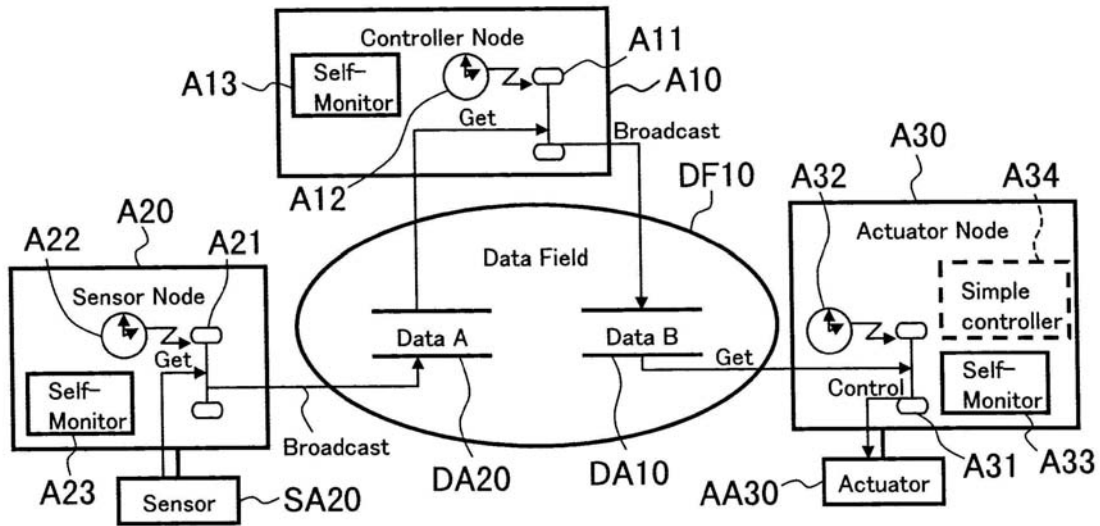 Controller Node
A11
A13
Self-
Monitor
A10
Get
Broadcast
A12
DF10
A30
A32
A34
A20
A22
A21
Data Field
Actuator Node
Sensor Node
Simple
controller
Get
Data A
Data B
Get
Self-
Monitor
Control
Self-
Monitor
Broadcast
A23
Sensor
SA20
DA20
DA10
AA30
Actuator
A31
A33